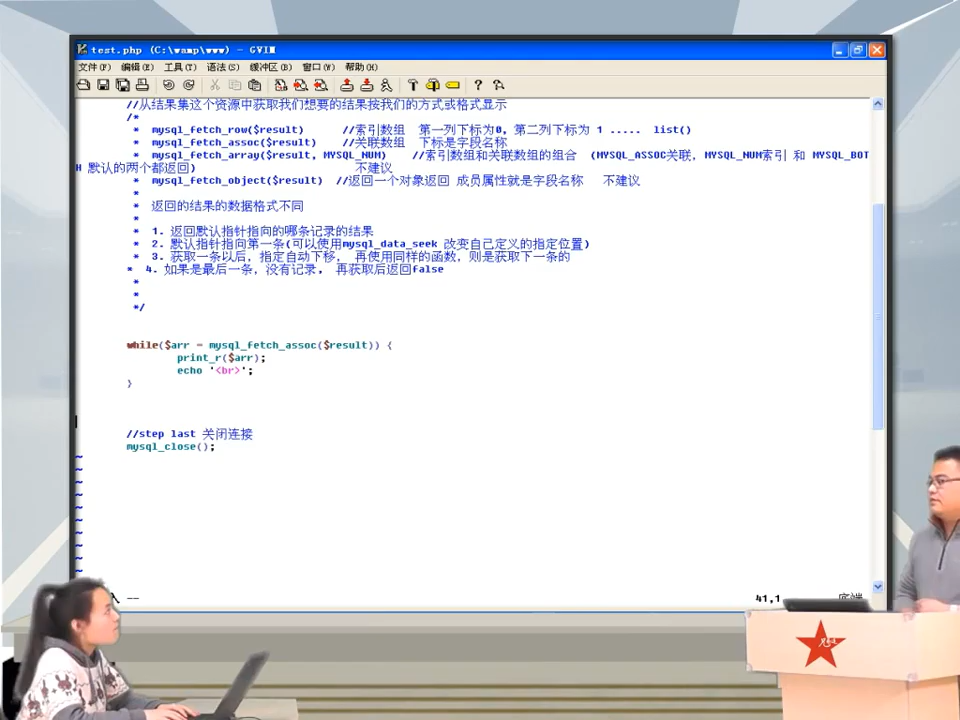 test.php (C:\wamp\www) - GVIM
文件(F) 编辑(E) 工具(T) 语法(S) 缓冲区(B) 窗口(W) 帮助(H)
//从结果集这个资源中获取我们想要的结果按我们的方式或格式显示
/*
* mysql_fetch_row($result) //索引数组 第一列下标为0，第二列下标为 1 ..... list()
* mysql_fetch_assoc($result) //关联数组 下标是字段名称
* mysql_fetch_array($result, MYSQL_NUM) //索引数组和关联数组的组合 (MYSQL_ASSOC关联，MYSQL_NUM索引 和 MYSQL_BOT
H 默认的两个都返回) 不建议
* mysql_fetch_object($result) //返回一个对象返回 成员属性就是字段名称 不建议
*
* 返回的结果的数据格式不同
*
* 1. 返回默认指针指向的哪条记录的结果
* 2. 默认指针指向第一条(可以使用mysql_data_seek 改变自己定义的指定位置)
* 3. 获取一条以后，指定自动下移， 再使用同样的函数，则是获取下一条的
* 4. 如果是最后一条，没有记录， 再获取后返回false
*
*
*/
while($arr = mysql_fetch_assoc($result)) {
print_r($arr);
echo '<br>';
}
//step last 关闭连接
mysql_close();
~
~
~
~
~
~
~
~
~
~
入 --
41,1
底端